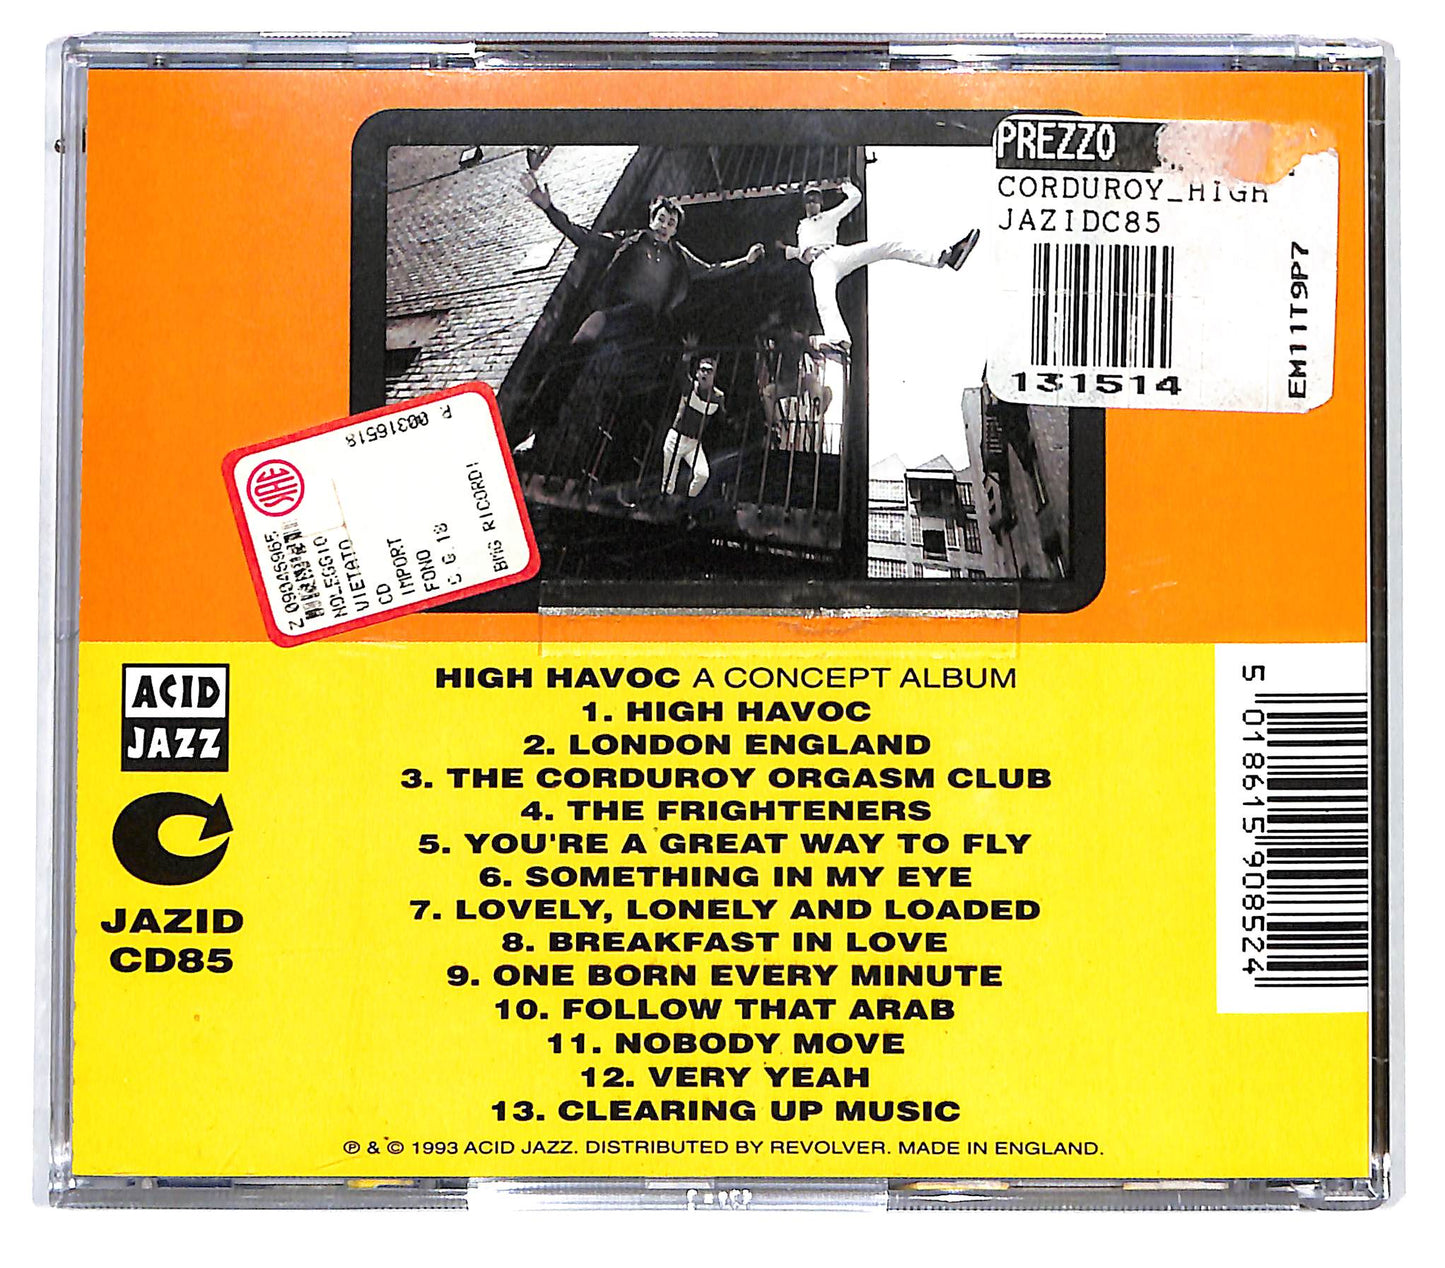 PREZZO
CORDUROY_HIGH
JAZIDC85
131514
EM11T9P7
P. 00316518
SIAE
NOLEGGIO
VIETATO
CD
IMPORT
FONO
C.G.18
BMG RICORDI
ACID
JAZZ
JAZID
CD85
HIGH HAVOC A CONCEPT ALBUM
1. HIGH HAVOC
2. LONDON ENGLAND
3. THE CORDUROY ORGASM CLUB
4. THE FRIGHTENERS
5. YOU'RE A GREAT WAY TO FLY
6. SOMETHING IN MY EYE
7. LOVELY, LONELY AND LOADED
8. BREAKFAST IN LOVE
9. ONE BORN EVERY MINUTE
10. FOLLOW THAT ARAB
11. NOBODY MOVE
12. VERY YEAH
13. CLEARING UP MUSIC
℗ & © 1993 ACID JAZZ. DISTRIBUTED BY REVOLVER. MADE IN ENGLAND.
5 018615 908524